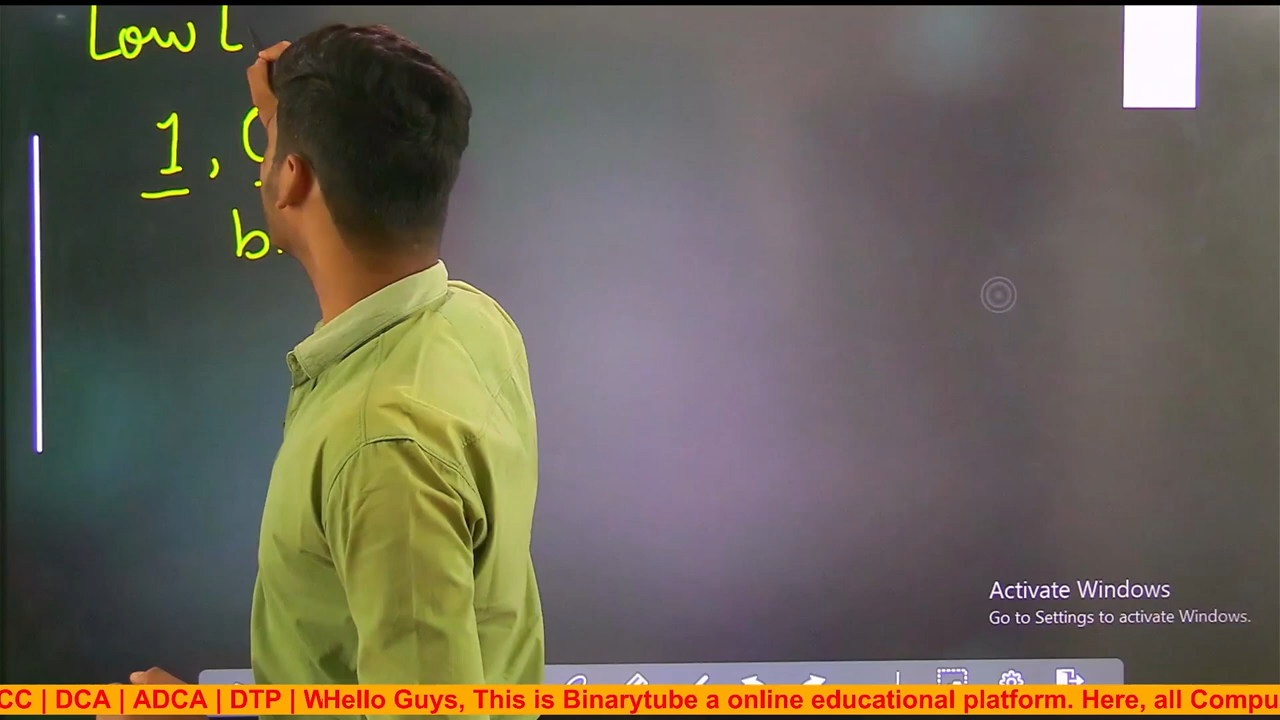 Low L
1,
b
Activate Windows
Go to Settings to activate Windows.
CC | DCA | ADCA | DTP | WHello Guys, This is Binarytube a online educational platform. Here, all Compu